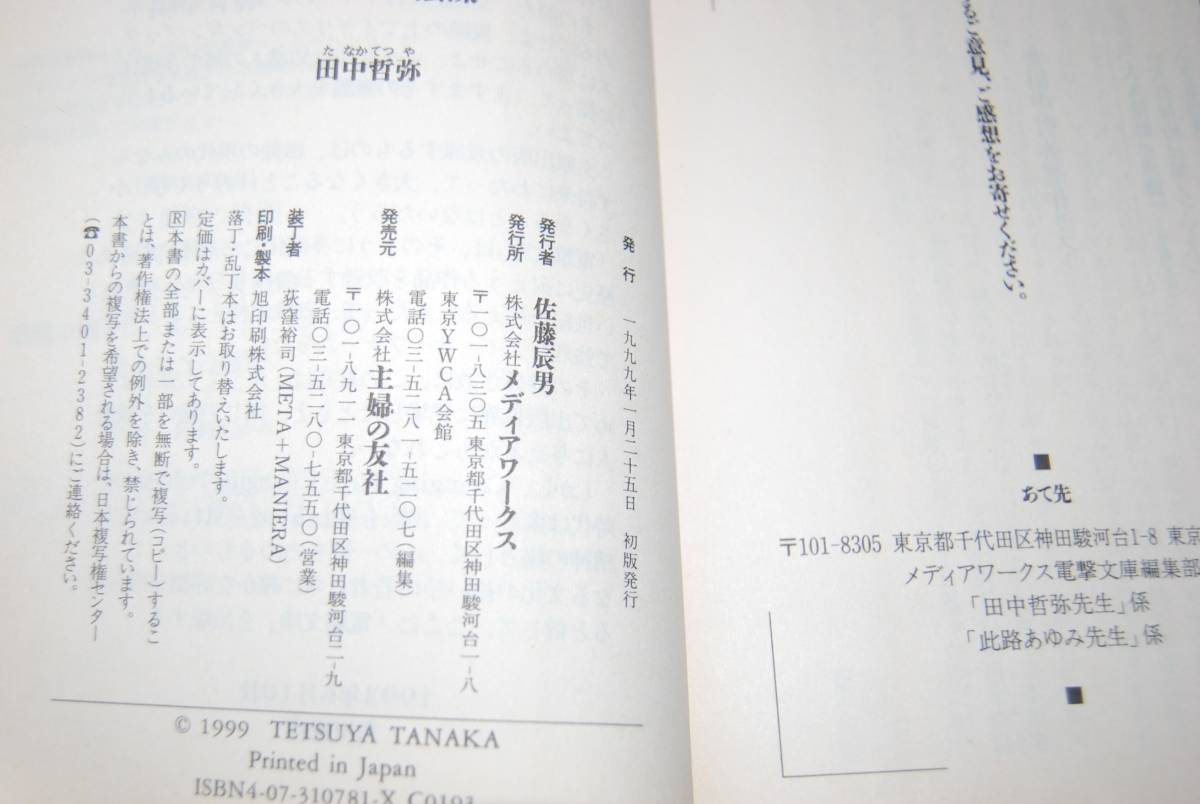 田中哲弥
た なか てつ や
発 行 一九九九年一月二十五日 初版発行
発行者 佐藤辰男
発行所 株式会社メディアワークス
〒一〇一-八三〇五 東京都千代田区神田駿河台一-八
東京YWCA会館
電話〇三-五二八一-五二〇七(編集)
発売元 株式会社主婦の友社
〒一〇一-八九一一 東京都千代田区神田駿河台二-九
電話〇三-五二八〇-七五五〇(営業)
装丁者 荻窪裕司(META+MANIERA)
印刷・製本 旭印刷株式会社
落丁・乱丁本はお取り替えいたします。
定価はカバーに表示してあります。
Ⓡ本書の全部または一部を無断で複写(コピー)するこ
とは、著作権法上での例外を除き、禁じられています。
本書からの複写を希望される場合は、日本複写権センター
(☎03-3401-2382)にご連絡ください。
© 1999 TETSUYA TANAKA
Printed in Japan
ISBN4-07-310781-X C0193
ご意見、ご感想をお寄せください。
■
あて先
〒101-8305 東京都千代田区神田駿河台1-8 東京
メディアワークス電撃文庫編集部
「田中哲弥先生」係
「此路あゆみ先生」係
■